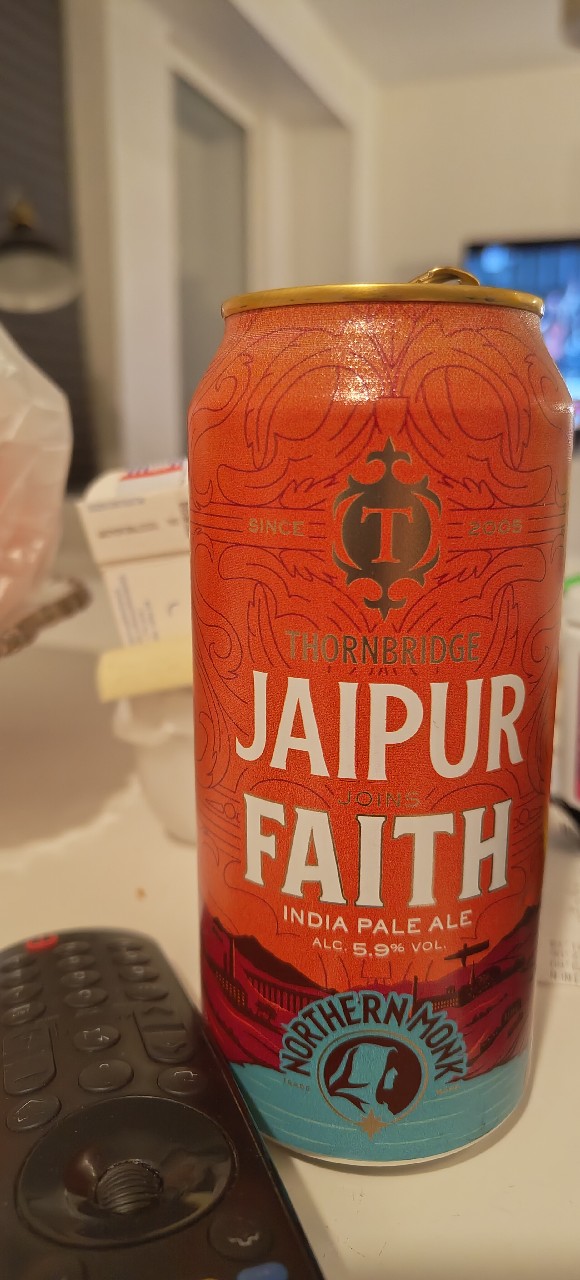 T
SINCE 2005
THORNBRIDGE
JAIPUR
JOINS
FAITH
INDIA PALE ALE
ALC. 5.9% VOL.
NORTHERN MONK